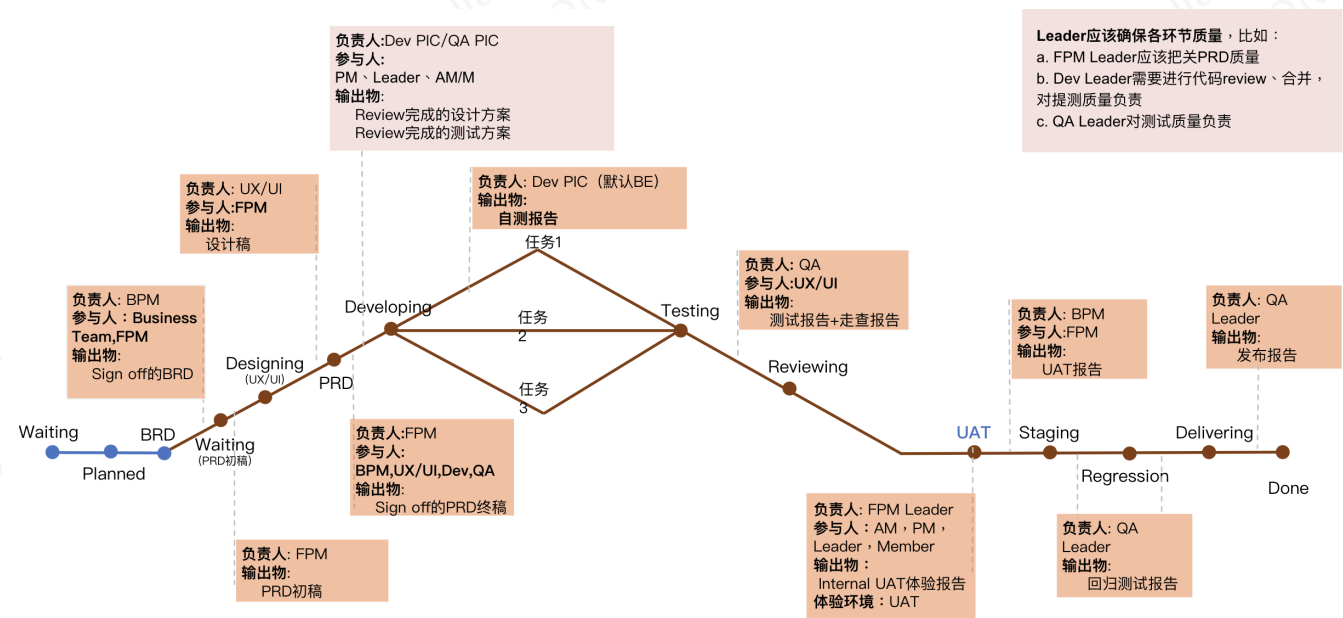 负责人:Dev PIC/QA PIC
参与人:
PM、Leader、AM/M
输出物:
Review完成的设计方案
Review完成的测试方案
Leader应该确保各环节质量，比如：
a. FPM Leader应该把关PRD质量
b. Dev Leader需要进行代码review、合并，
对提测质量负责
c. QA Leader对测试质量负责
负责人: UX/UI
参与人:FPM
输出物:
设计稿
负责人: Dev PIC（默认BE）
输出物:
自测报告
任务1
负责人: QA
参与人:UX/UI
输出物:
测试报告+走查报告
负责人: BPM
参与人：Business
Team,FPM
输出物:
Sign off的BRD
Developing
任务
2
Testing
负责人: BPM
参与人:FPM
输出物:
UAT报告
负责人: QA
Leader
输出物:
发布报告
Designing
(UX/UI)
PRD
任务
3
Reviewing
Waiting
Planned
BRD
Waiting
(PRD初稿)
负责人:FPM
参与人:
BPM,UX/UI,Dev,QA
输出物:
Sign off的PRD终稿
UAT
Staging
Regression
Delivering
Done
负责人: FPM
输出物:
PRD初稿
负责人: FPM Leader
参与人：AM，PM，
Leader，Member
输出物：
Internal UAT体验报告
体验环境：UAT
负责人: QA
Leader
输出物:
回归测试报告